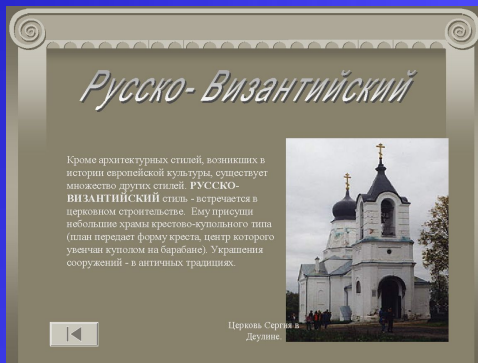 Русско- Византийский
Кроме архитектурных стилей, возникших в
истории европейской культуры, существует
множество других стилей. РУССКО-
ВИЗАНТИЙСКИЙ стиль - встречается в
церковном строительстве. Ему присущи
небольшие храмы крестово-купольного типа
(план передает форму креста, центр которого
увенчан куполом на барабане). Украшения
сооружений - в античных традициях.
Церковь Сергия в
Деулине.